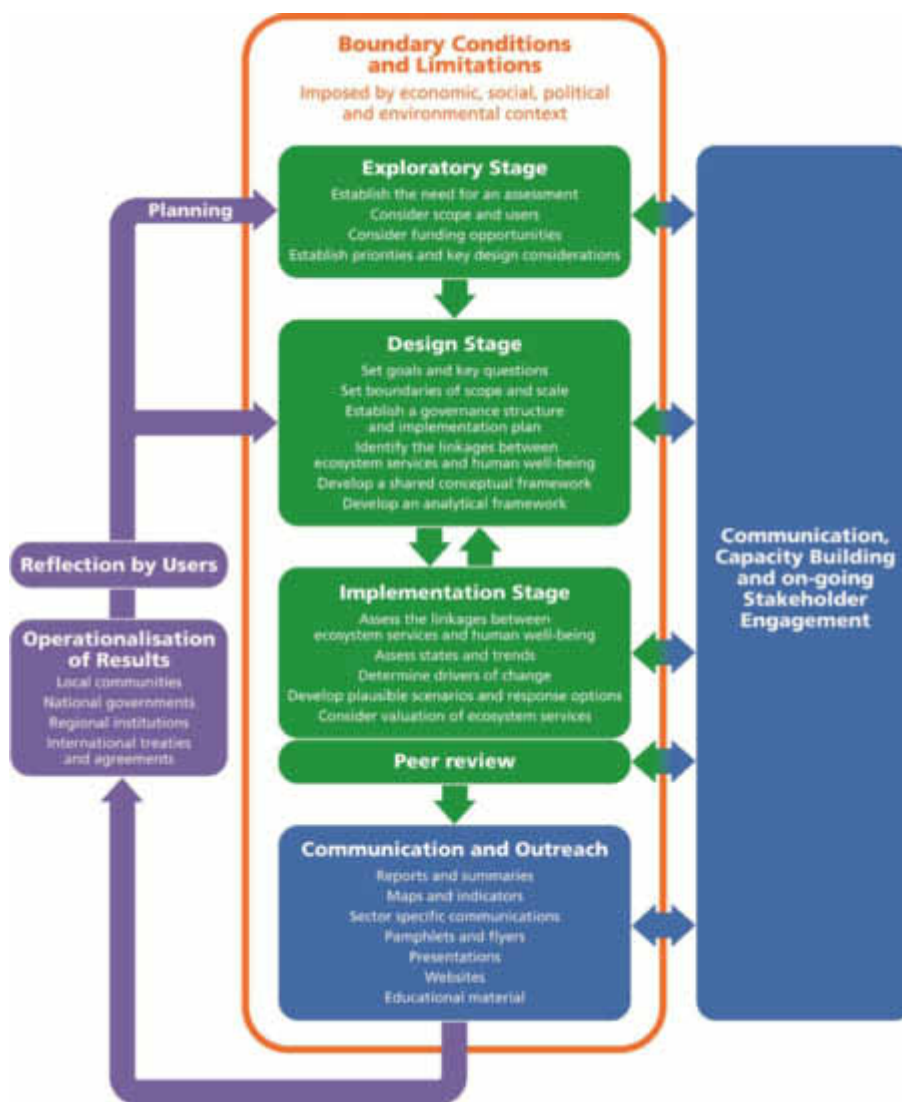 Boundary Conditions
and Limitations
Imposed by economic, social, political
and environmental context
Exploratory Stage
Establish the need for an assessment
Consider scope and users
Consider funding opportunities
Establish priorities and key design considerations
Planning
Design Stage
Set goals and key questions
Set boundaries of scope and scale
Establish a governance structure
and implementation plan
Identify the linkages between
ecosystem services and human well-being
Develop a shared conceptual framework
Develop an analytical framework
Reflection by Users
Operationalisation
of Results
Local communities
National governments
Regional institutions
International treaties
and agreements
Implementation Stage
Assess the linkages between
ecosystem services and human well-being
Assess states and trends
Determine drivers of change
Develop plausible scenarios and response options
Consider valuation of ecosystem services
Peer review
Communication and Outreach
Reports and summaries
Maps and indicators
Sector specific communications
Pamphlets and flyers
Presentations
Websites
Educational material
Communication,
Capacity Building
and on-going
Stakeholder
Engagement